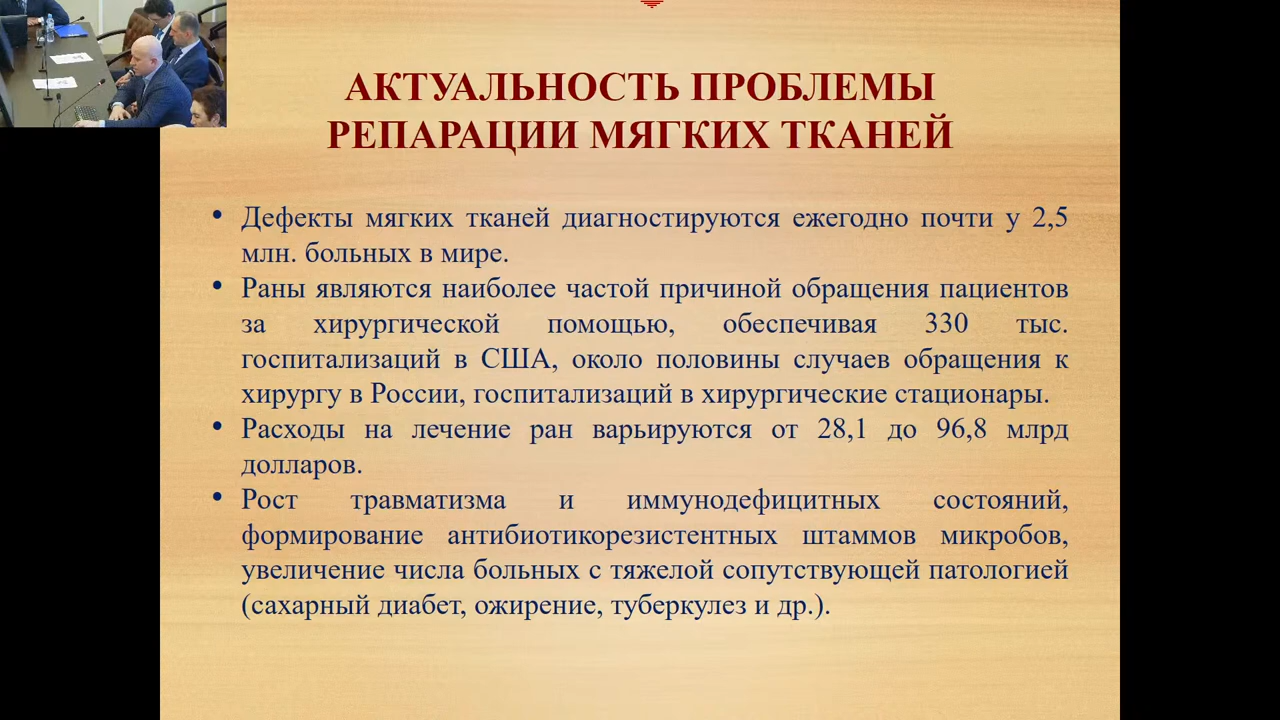 АКТУАЛЬНОСТЬ ПРОБЛЕМЫ
РЕПАРАЦИИ МЯГКИХ ТКАНЕЙ
• Дефекты мягких тканей диагностируются ежегодно почти у 2,5
млн. больных в мире.
• Раны являются наиболее частой причиной обращения пациентов
за хирургической помощью, обеспечивая 330 тыс.
госпитализаций в США, около половины случаев обращения к
хирургу в России, госпитализаций в хирургические стационары.
• Расходы на лечение ран варьируются от 28,1 до 96,8 млрд
долларов.
• Рост травматизма и иммунодефицитных состояний,
формирование антибиотикорезистентных штаммов микробов,
увеличение числа больных с тяжелой сопутствующей патологией
(сахарный диабет, ожирение, туберкулез и др.).